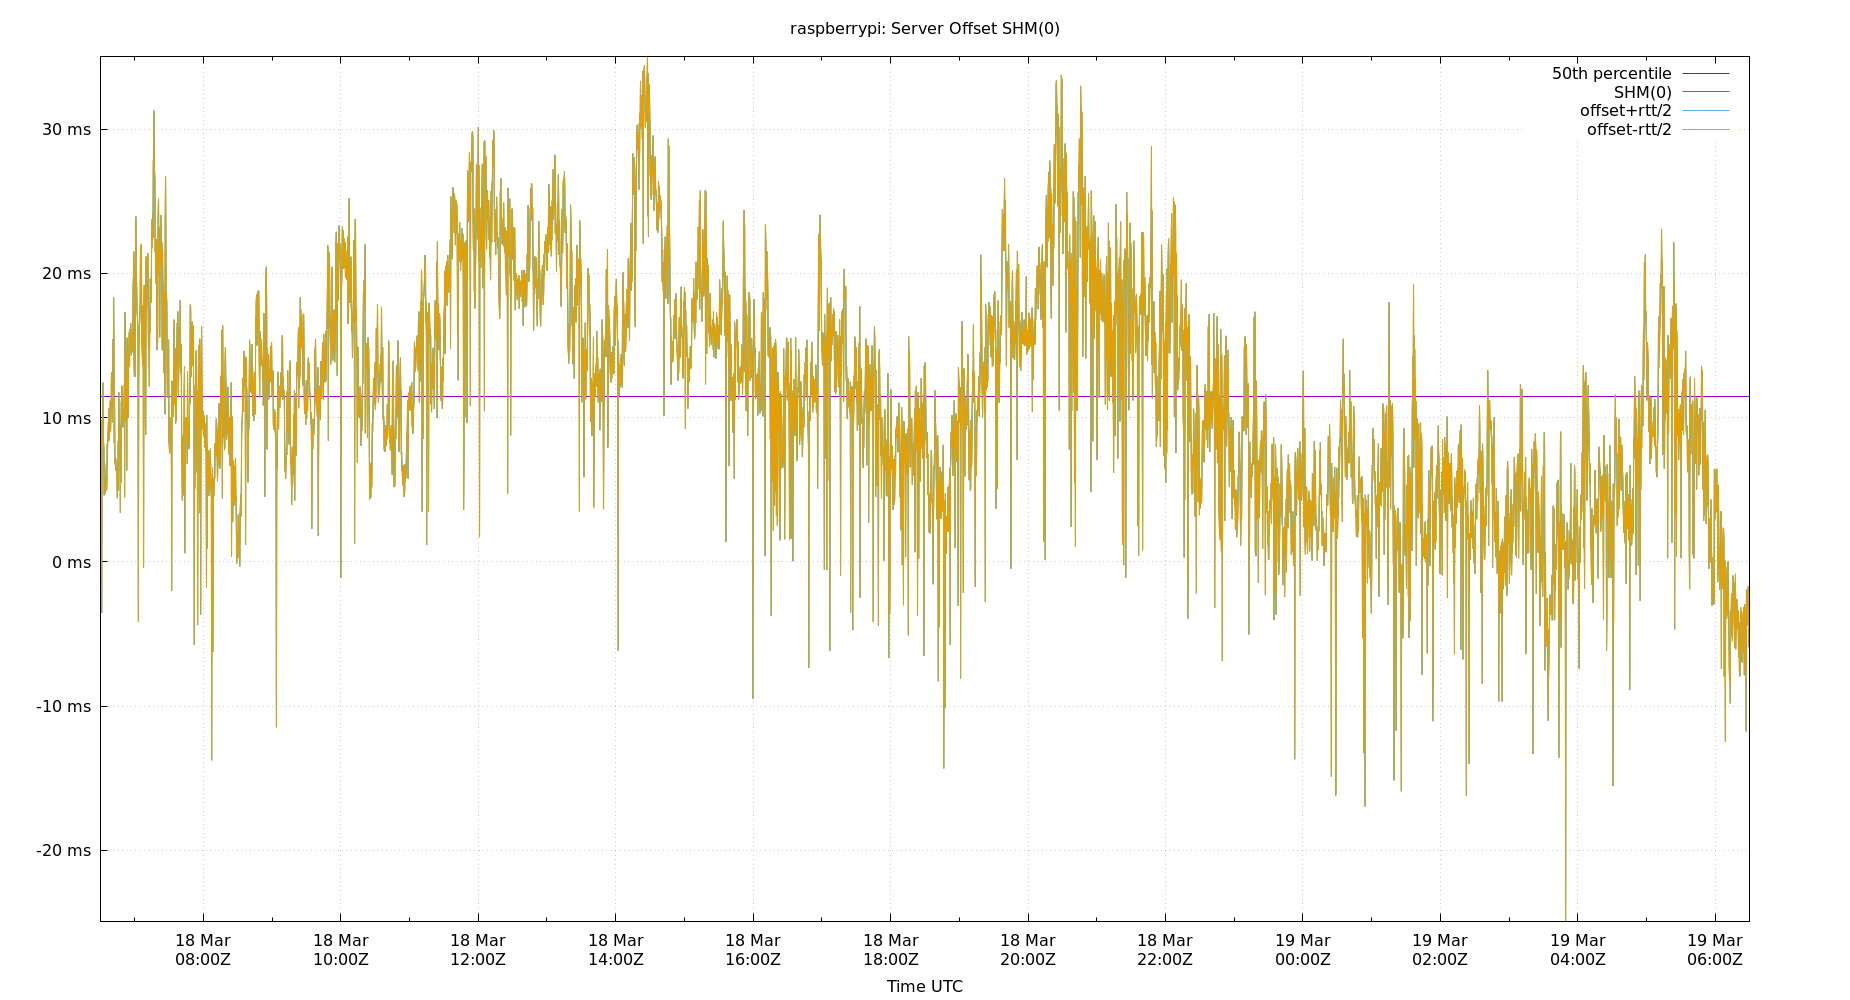 raspberrypi: Server Offset SHM(0)
50th percentile
SHM(0)
offset+rtt/2
offset-rtt/2
30 ms
20 ms
10 ms
0 ms
-10 ms
-20 ms
18 Mar 18 Mar 18 Mar 18 Mar 18 Mar 18 Mar 18 Mar 18 Mar 19 Mar 19 Mar 19 Mar 19 Mar
08:00Z 10:00Z 12:00Z 14:00Z 16:00Z 18:00Z 20:00Z 22:00Z 00:00Z 02:00Z 04:00Z 06:00Z
Time UTC